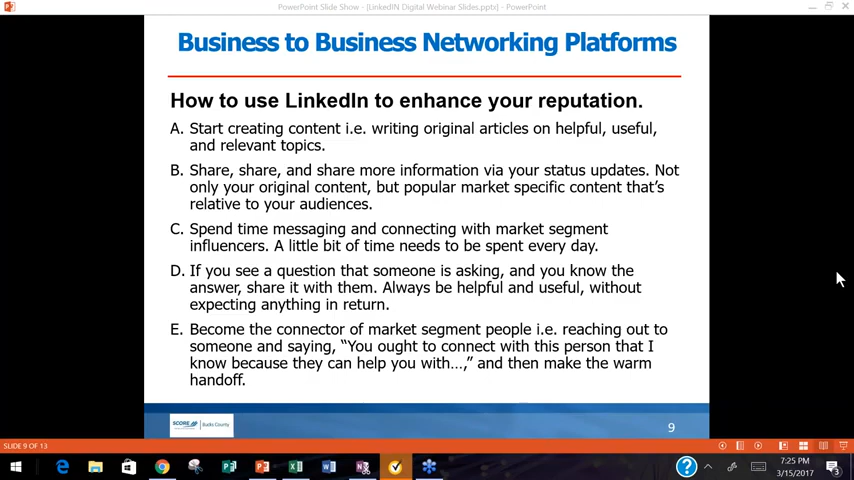 PowerPoint Slide Show - [LinkedIN Digital Webinar Slides.pptx] - PowerPoint
Business to Business Networking Platforms
How to use LinkedIn to enhance your reputation.
A. Start creating content i.e. writing original articles on helpful, useful,
and relevant topics.
B. Share, share, and share more information via your status updates. Not
only your original content, but popular market specific content that's
relative to your audiences.
C. Spend time messaging and connecting with market segment
influencers. A little bit of time needs to be spent every day.
D. If you see a question that someone is asking, and you know the
answer, share it with them. Always be helpful and useful, without
expecting anything in return.
E. Become the connector of market segment people i.e. reaching out to
someone and saying, “You ought to connect with this person that I
know because they can help you with…,” and then make the warm
handoff.
SCORE Bucks County
9
SLIDE 9 OF 13
7:25 PM
3/15/2017
3